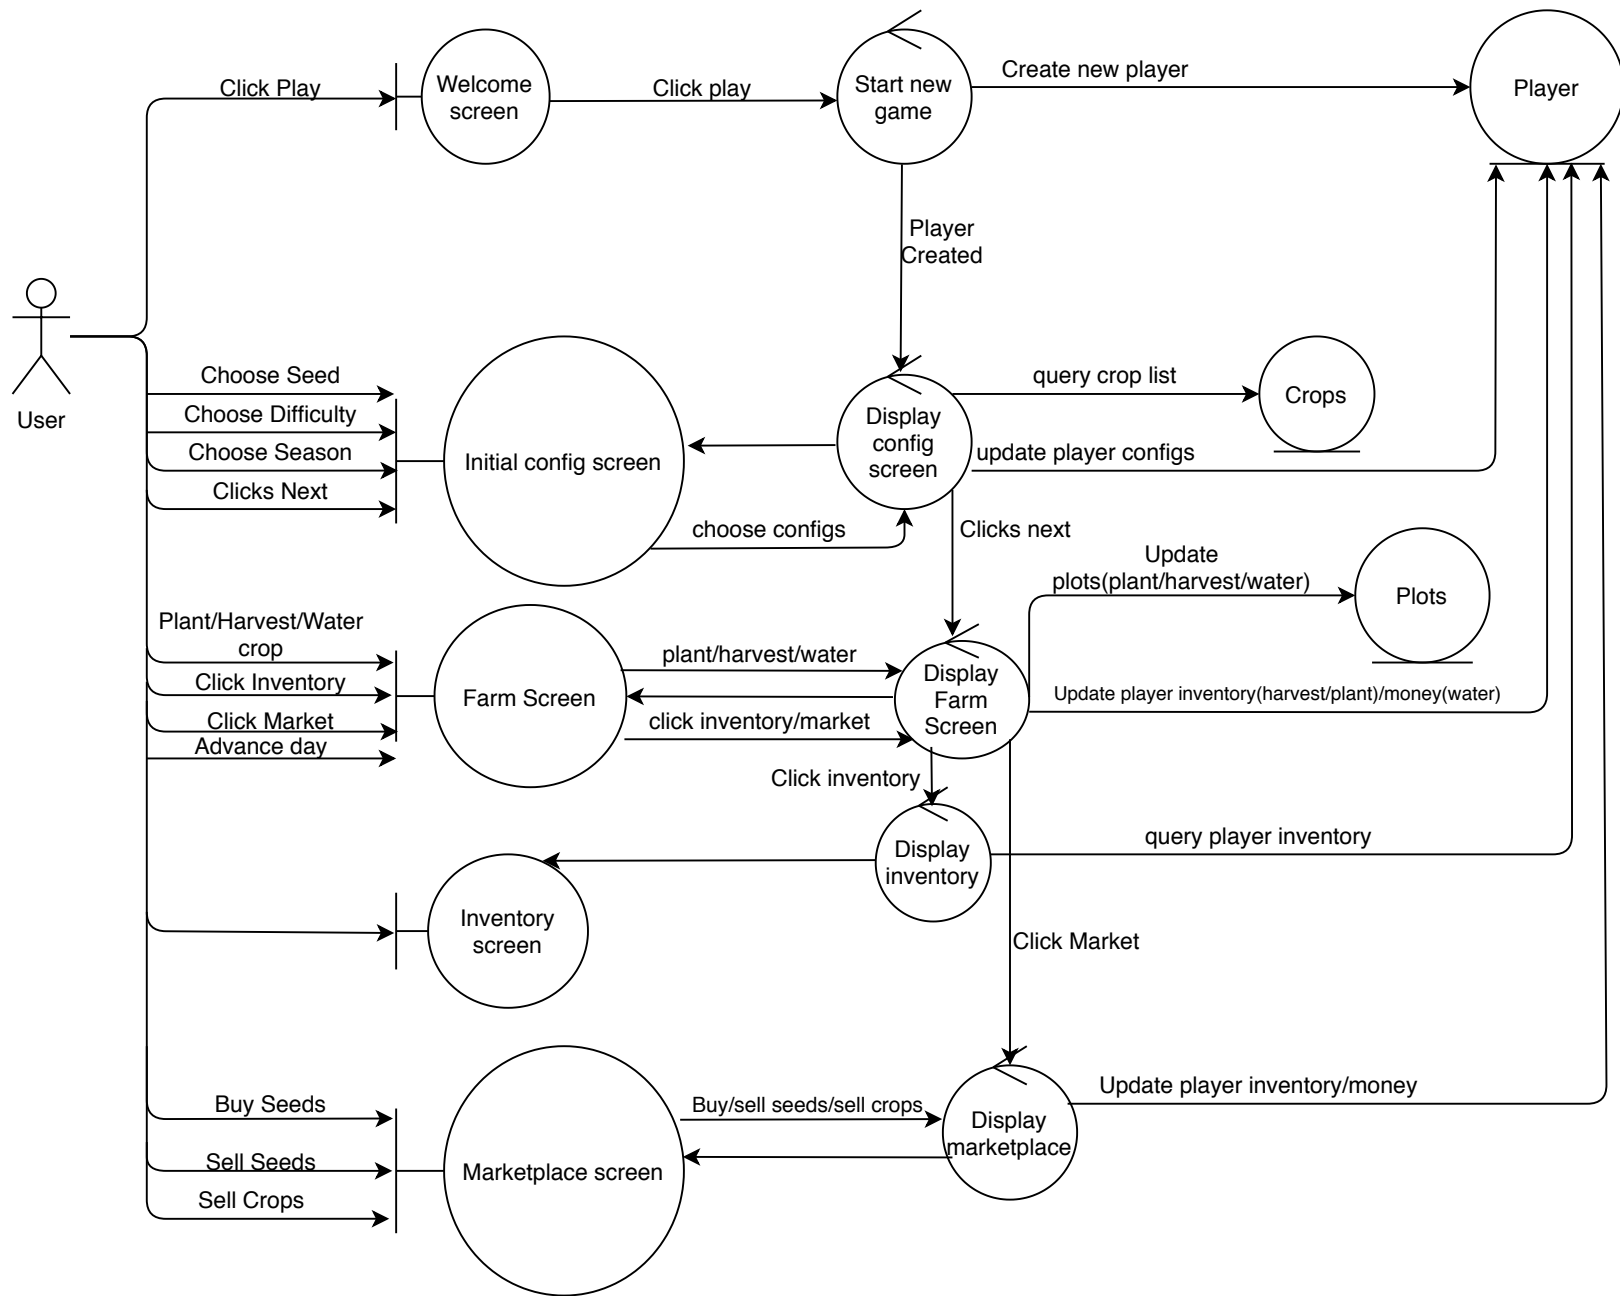 Click Play
Welcome
screen
Click play
Start new
game
Create new player
Player
Player
Created
User
Choose Seed
Choose Difficulty
Choose Season
Clicks Next
Initial config screen
Display
config
screen
query crop list
Crops
update player configs
choose configs
Clicks next
Update
plots(plant/harvest/water)
Plots
Plant/Harvest/Water
crop
Click Inventory
Click Market
Advance day
Farm Screen
plant/harvest/water
click inventory/market
Display
Farm
Screen
Update player inventory(harvest/plant)/money(water)
Click inventory
Display
inventory
query player inventory
Inventory
screen
Click Market
Buy Seeds
Sell Seeds
Sell Crops
Marketplace screen
Buy/sell seeds/sell crops
Display
marketplace
Update player inventory/money